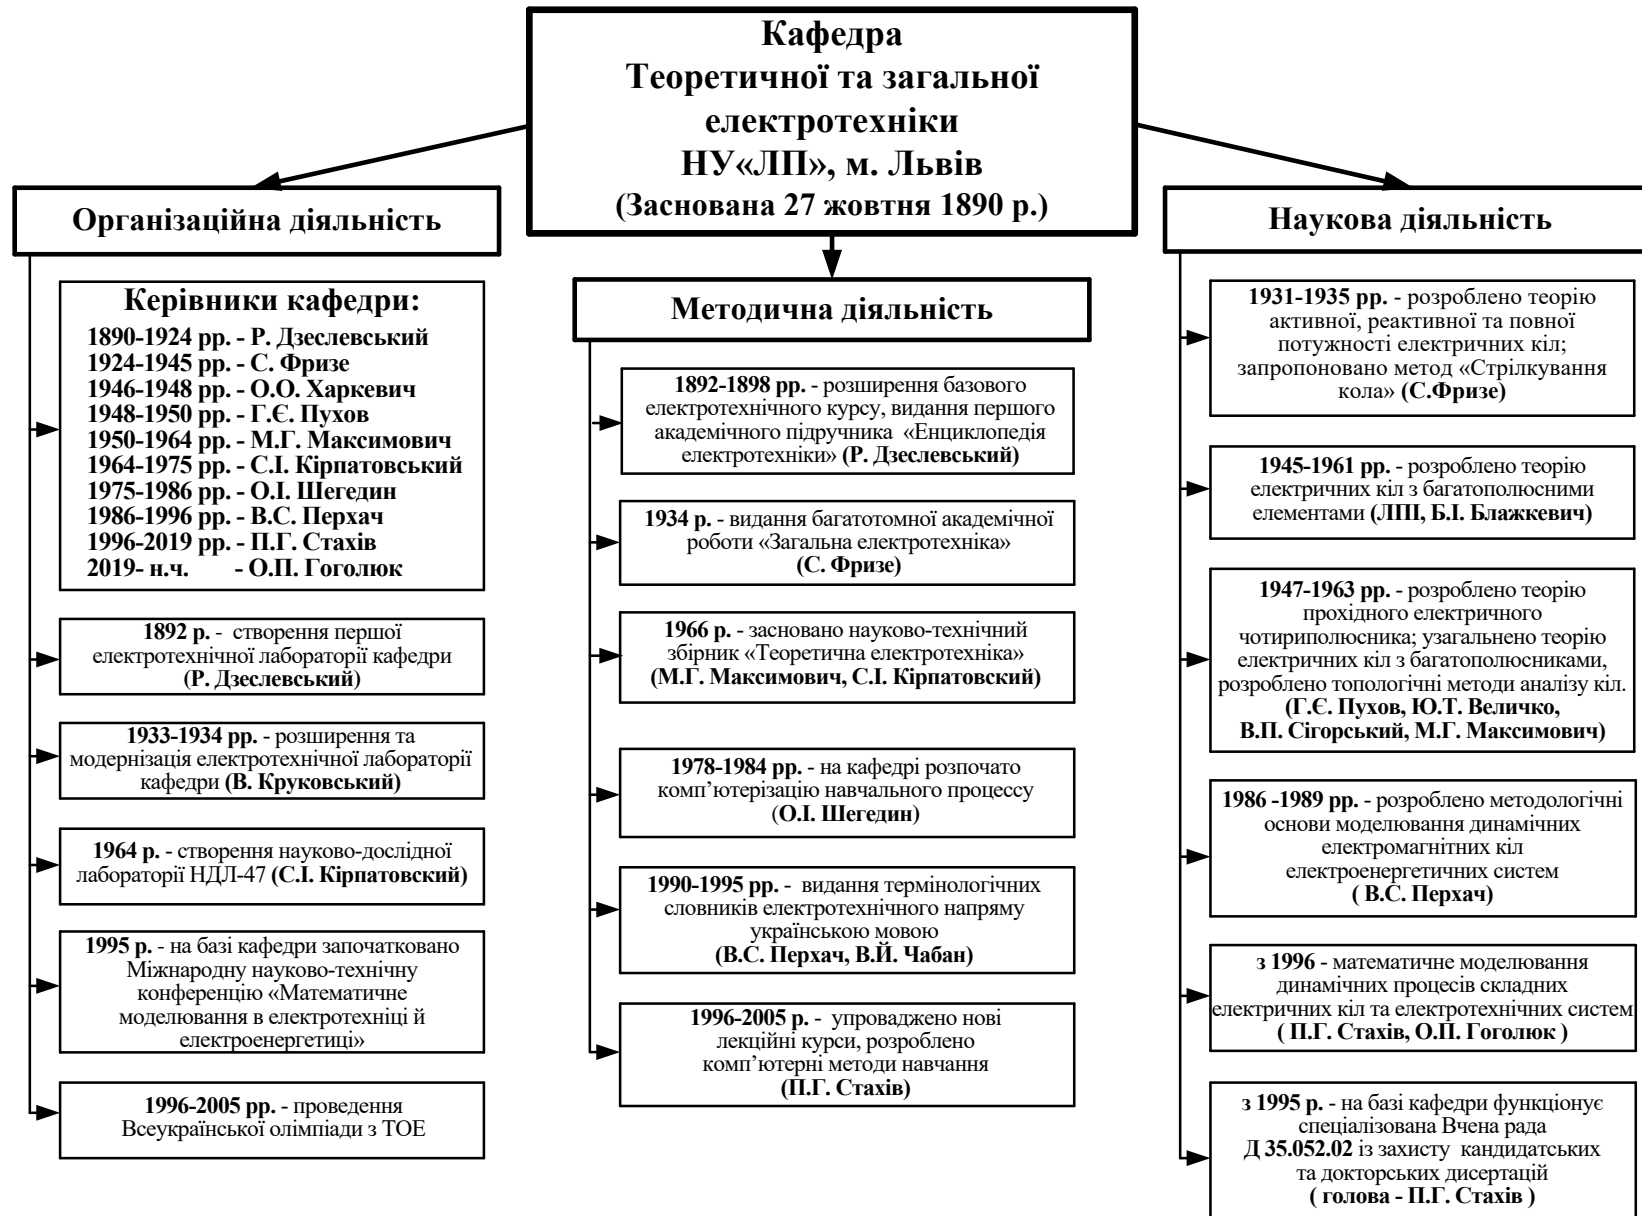 Кафедра
Теоретичної та загальної
електротехніки
НУ«ЛП», м. Львів
(Заснована 27 жовтня 1890 р.)
Організаційна діяльність
Керівники кафедри:
1890-1924 рр. - Р. Дзеслевський
1924-1945 рр. - С. Фризе
1946-1948 рр. - О.О. Харкевич
1948-1950 рр. - Г.Є. Пухов
1950-1964 рр. - М.Г. Максимович
1964-1975 рр. - С.І. Кірпатовський
1975-1986 рр. - О.І. Шегедин
1986-1996 рр. - В.С. Перхач
1996-2019 рр. - П.Г. Стахів
2019- н.ч. - О.П. Гоголюк
1892 р. - створення першої
електротехнічної лабораторії кафедри
(Р. Дзеслевський)
1933-1934 рр. - розширення та
модернізація електротехнічної лабораторії
кафедри (В. Круковський)
1964 р. - створення науково-дослідної
лабораторії НДЛ-47 (С.І. Кірпатовский)
1995 р. - на базі кафедри започатковано
Міжнародну науково-технічну
конференцію «Математичне
моделювання в електротехніці й
електроенергетиці»
1996-2005 рр. - проведення
Всеукраїнської олімпіади з ТОЕ
Методична діяльність
1892-1898 рр. - розширення базового
електротехнічного курсу, видання першого
академічного підручника «Енциклопедія
електротехніки» (Р. Дзеслевський)
1934 р. - видання багатотомної академічної
роботи «Загальна електротехніка»
(С. Фризе)
1966 р. - засновано науково-технічний
збірник «Теоретична електротехніка»
(М.Г. Максимович, С.І. Кірпатовский)
1978-1984 рр. - на кафедрі розпочато
комп’ютерізацію навчального процессу
(О.І. Шегедин)
1990-1995 рр. - видання термінологічних
словників електротехнічного напряму
українською мовою
(В.С. Перхач, В.Й. Чабан)
1996-2005 р. - упроваджено нові
лекційні курси, розроблено
комп’ютерні методи навчання
(П.Г. Стахів)
Наукова діяльність
1931-1935 рр. - розроблено теорію
активної, реактивної та повної
потужності електричних кіл;
запропоновано метод «Стрілкування
кола» (С.Фризе)
1945-1961 рр. - розроблено теорію
електричних кіл з багатополюсними
елементами (ЛПІ, Б.І. Блажкевич)
1947-1963 рр. - розроблено теорію
прохідного електричного
чотириполюсника; узагальнено теорію
електричних кіл з багатополюсниками,
розроблено топологічні методи аналізу кіл.
(Г.Є. Пухов, Ю.Т. Величко,
В.П. Сігорський, М.Г. Максимович)
1986 -1989 рр. - розроблено методологічні
основи моделювання динамічних
електромагнітних кіл
електроенергетичних систем
( В.С. Перхач)
з 1996 - математичне моделювання
динамічних процесів складних
електричних кіл та електротехнічних систем
( П.Г. Стахів, О.П. Гоголюк )
з 1995 р. - на базі кафедри функціонує
спеціалізована Вчена рада
Д 35.052.02 із захисту кандидатських
та докторських дисертацій
( голова - П.Г. Стахів )